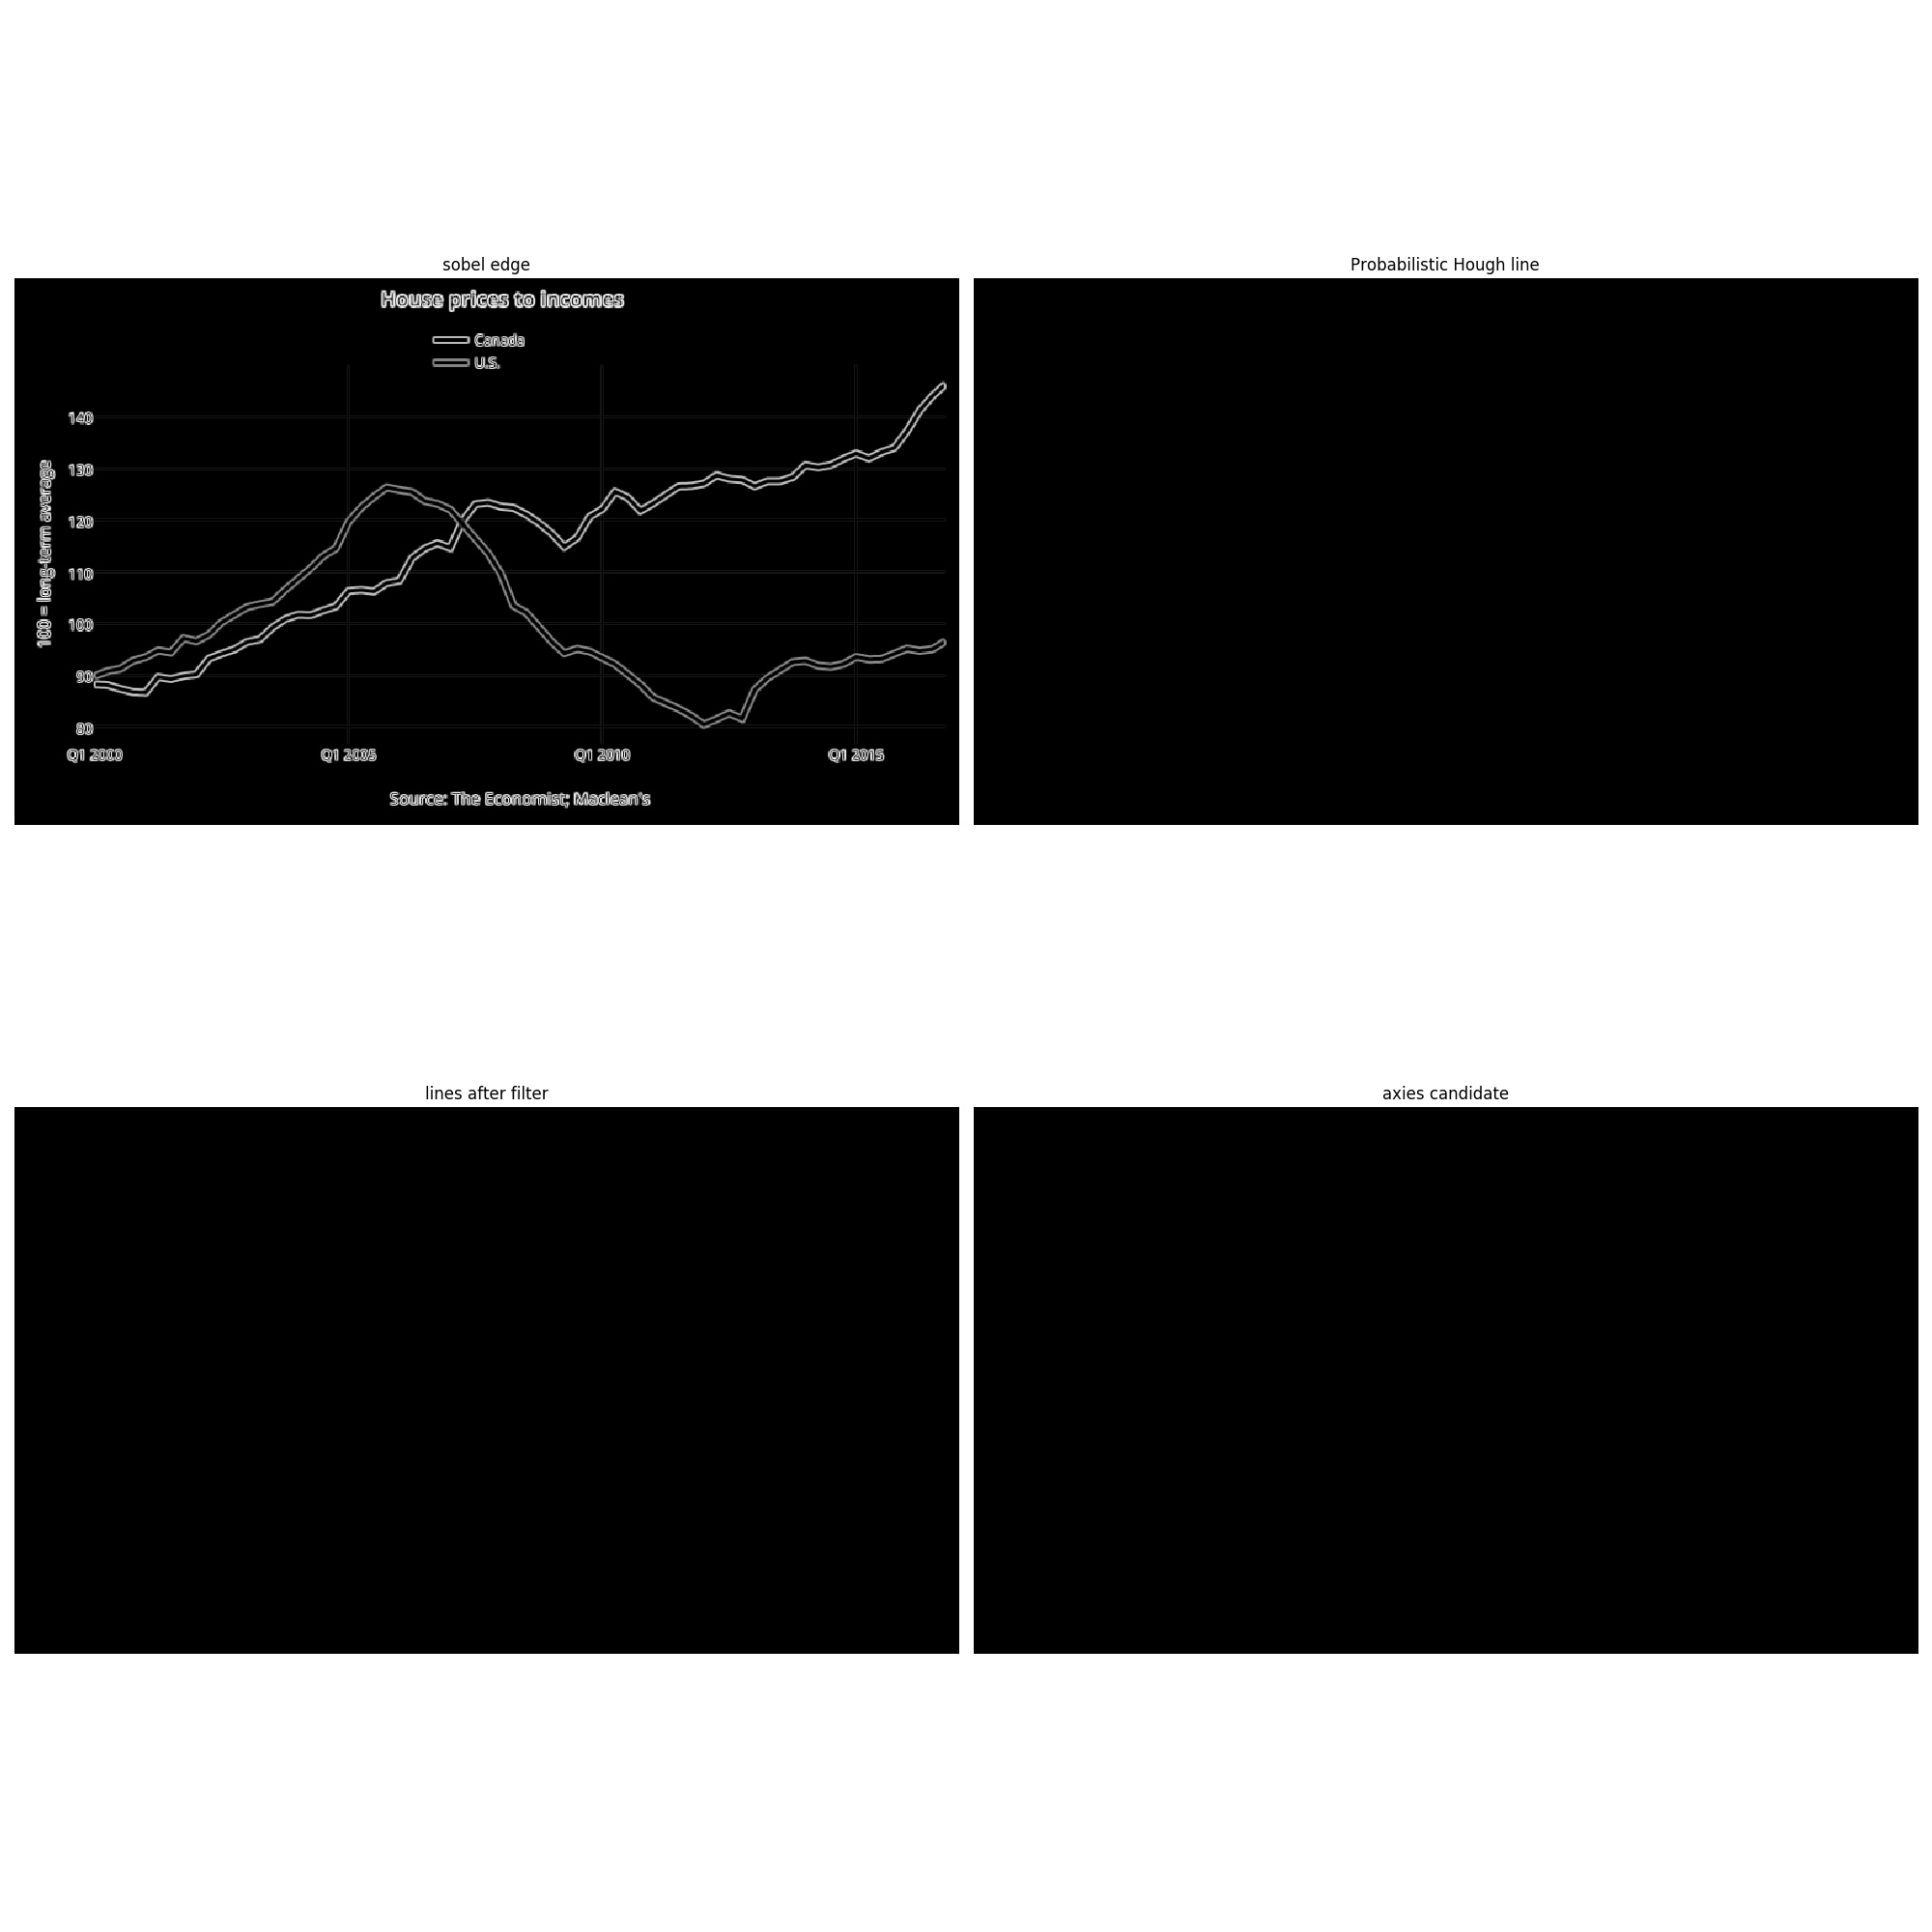 sobel edge
Probabilistic Hough line
House prices to incomes
Canada
U.S.
140
130
120
110
100
90
80
100 = long-term average
Q1 2000 Q1 2005 Q1 2010 Q1 2015
Source: The Economist; Maclean's
lines after filter
axies candidate